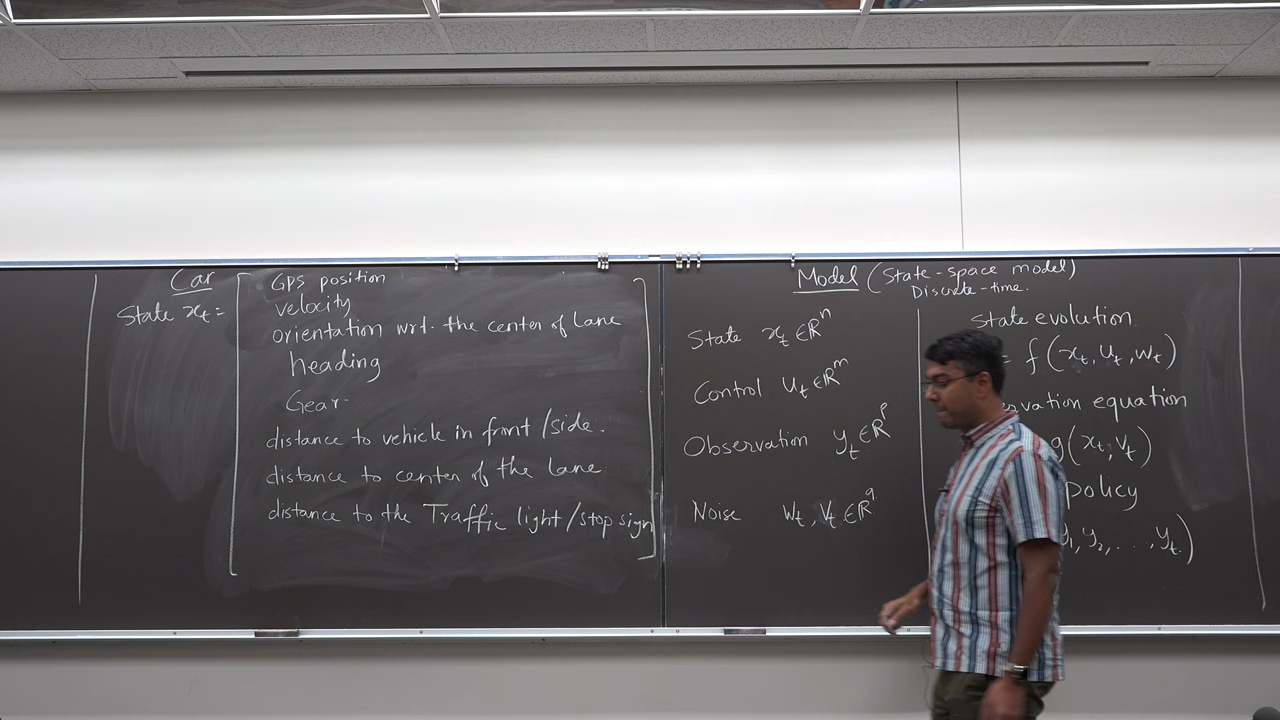 Car
State xₜ =
GPS position
velocity
orientation wrt. the center of Lane
heading
Gear.
distance to vehicle in front /side.
distance to center of the lane
distance to the Traffic light/stop sign
Model (State-space model)
Discrete-time.
State xₜ ∈ ℝⁿ
Control uₜ ∈ ℝᵐ
Observation yₜ ∈ ℝᵖ
Noise wₜ, vₜ ∈ ℝ^q
State evolution
= f(xₜ, uₜ, wₜ)
equation
g(xₜ, vₜ)
policy
y₁, y₂, ..., yₜ)